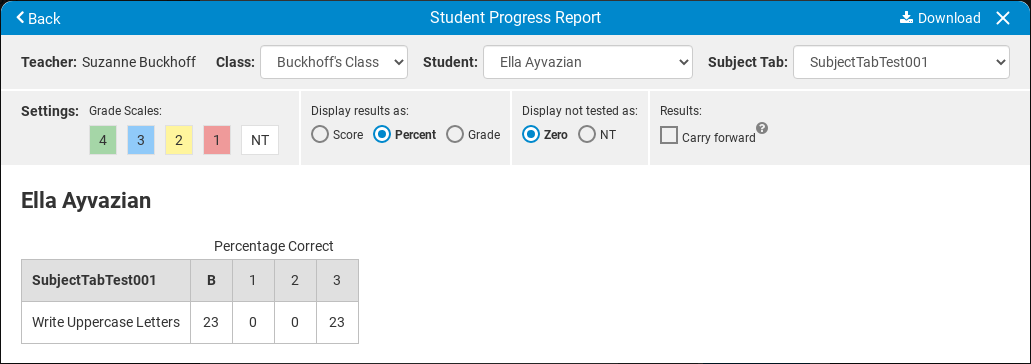 Back Student Progress Report Download
Teacher: Suzanne Buckhoff Class: Buckhoff's Class Student: Ella Ayvazian Subject Tab: SubjectTabTest001
Settings: Grade Scales: Display results as: Display not tested as: Results:
4 3 2 1 NT Score Percent Grade Zero NT Carry forward ?
Ella Ayvazian
Percentage Correct
SubjectTabTest001 B 1 2 3
Write Uppercase Letters 23 0 0 23